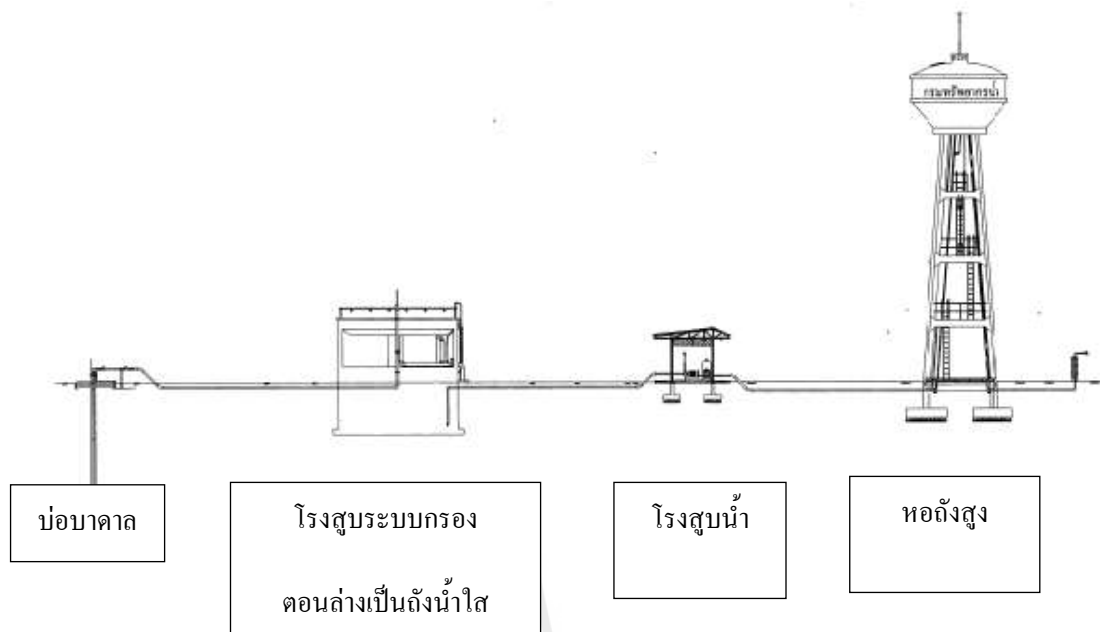 กรมทรัพยากรน้ำ
บ่อบาดาล
โรงสูบระบบกรอง
ตอนล่างเป็นถังน้ำใส
โรงสูบน้ำ
หอถังสูง